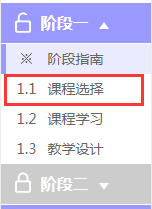 阶段一 ▲
※ 阶段指南
1.1 课程选择
1.2 课程学习
1.3 教学设计
阶段二 ▼